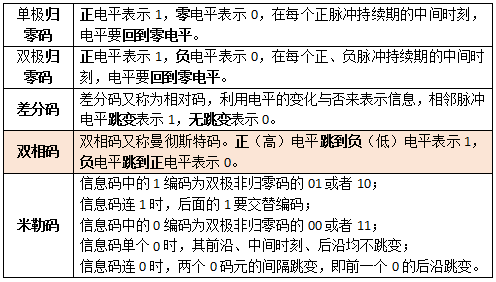 单极归零码
正电平表示 1，零电平表示 0，在每个正脉冲持续期的中间时刻，
电平要回到零电平。
双极归零码
正电平表示 1，负电平表示 0，在每个正、负脉冲持续期的中间时
刻，电平要回到零电平。
差分码
差分码又称为相对码，利用电平的变化与否来表示信息，相邻脉冲
电平跳变表示 1，无跳变表示 0。
双相码
双相码又称曼彻斯特码。正（高）电平跳到负（低）电平表示 1，
负电平跳到正电平表示 0。
米勒码
信息码中的 1 编码为双极非归零码的 01 或者 10；
信息码连 1 时，后面的 1 要交替编码；
信息码中的 0 编码为双极非归零码的 00 或者 11；
信息码单个 0 时，其前沿、中间时刻、后沿均不跳变；
信息码连 0 时，两个 0 码元的间隔跳变，即前一个 0 的后沿跳变。